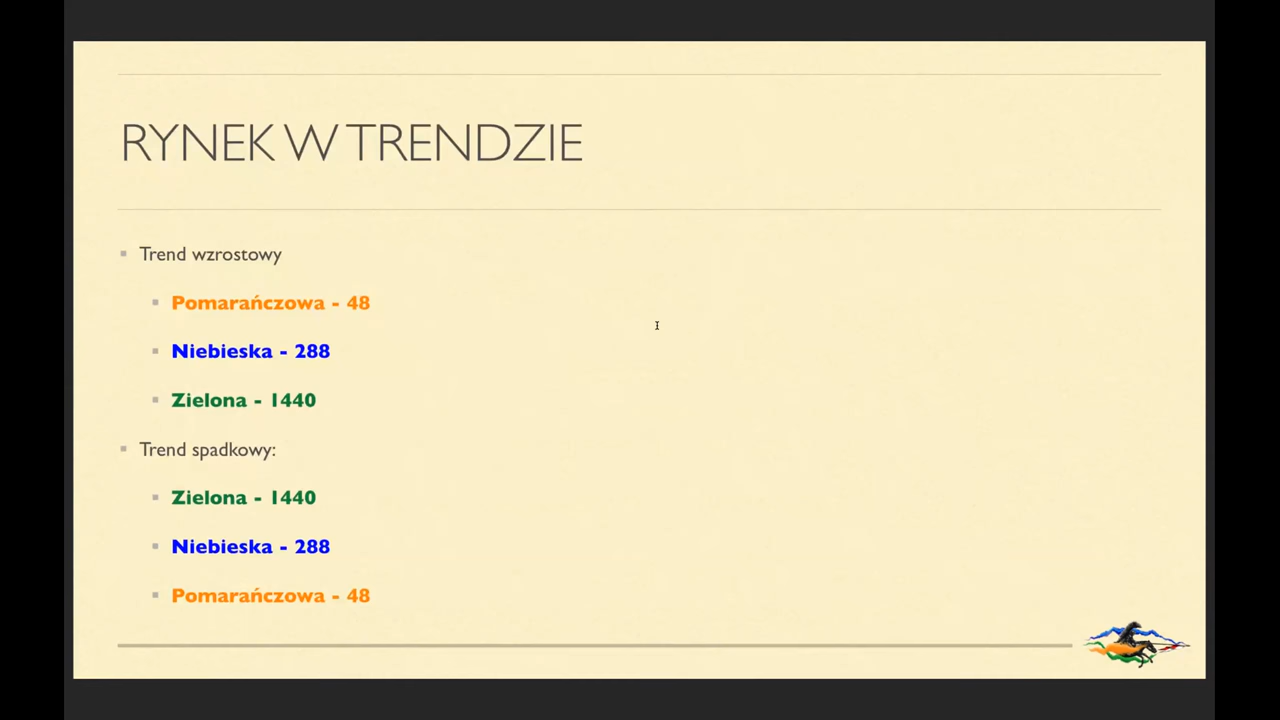 RYNEK W TRENDZIE
Trend wzrostowy
Pomarańczowa - 48
Niebieska - 288
Zielona - 1440
Trend spadkowy:
Zielona - 1440
Niebieska - 288
Pomarańczowa - 48